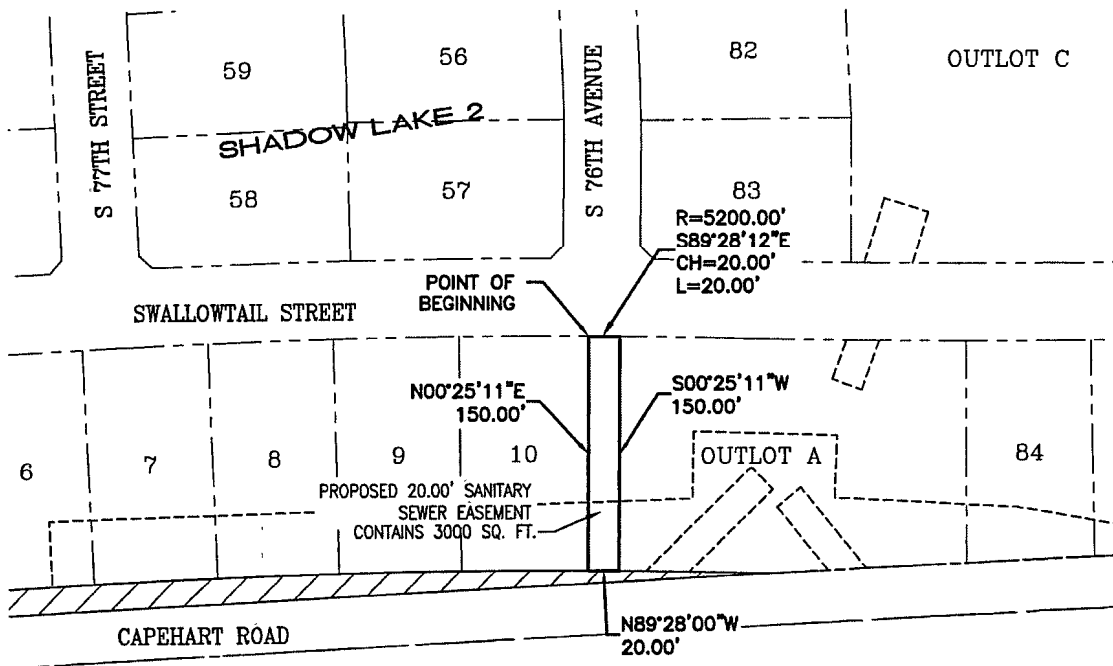 59
56
82
OUTLOT C
S 77TH STREET
SHADOW LAKE 2
S 76TH AVENUE
58
57
83
R=5200.00'
S89°28'12"E
CH=20.00'
L=20.00'
POINT OF
BEGINNING
SWALLOWTAIL STREET
N00°25'11"E
150.00'
S00°25'11"W
150.00'
6
7
8
9
10
OUTLOT A
84
PROPOSED 20.00' SANITARY
SEWER EASEMENT
CONTAINS 3000 SQ. FT.
CAPEHART ROAD
N89°28'00"W
20.00'